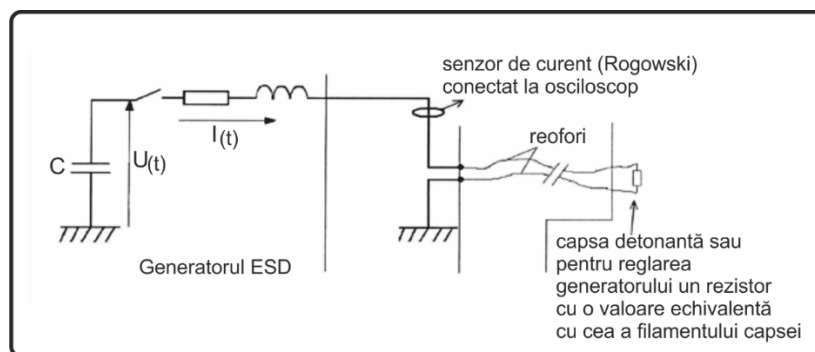 senzor de curent (Rogowski)
conectat la osciloscop
I(t)
reofori
C
U(t)
Generatorul ESD
capsa detonantă sau
pentru reglarea
generatorului un rezistor
cu o valoare echivalentă
cu cea a filamentului capsei